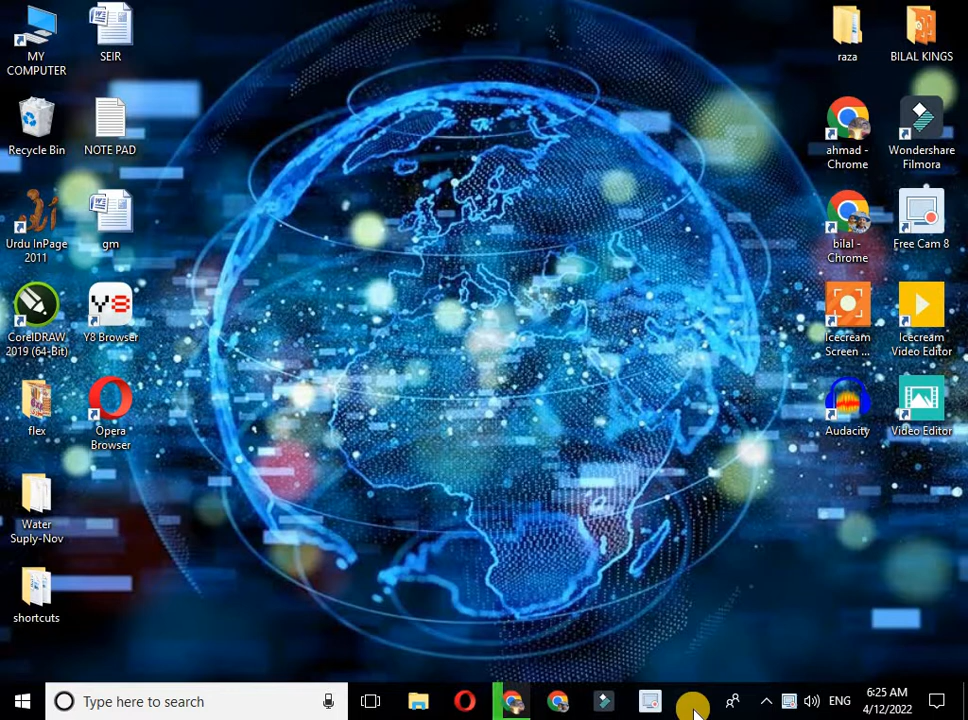 MY
COMPUTER
SEIR
raza
BILAL KINGS
Recycle Bin
NOTE PAD
ahmad -
Chrome
Wondershare
Filmora
Urdu InPage
2011
gm
bilal -
Chrome
Free Cam 8
CorelDRAW
2019 (64-Bit)
Y8
Y8 Browser
Icecream
Screen ...
Icecream
Video Editor
flex
Opera
Browser
Audacity
Video Editor
Water
Suply-Nov
shortcuts
Type here to search
ENG
6:25 AM
4/12/2022